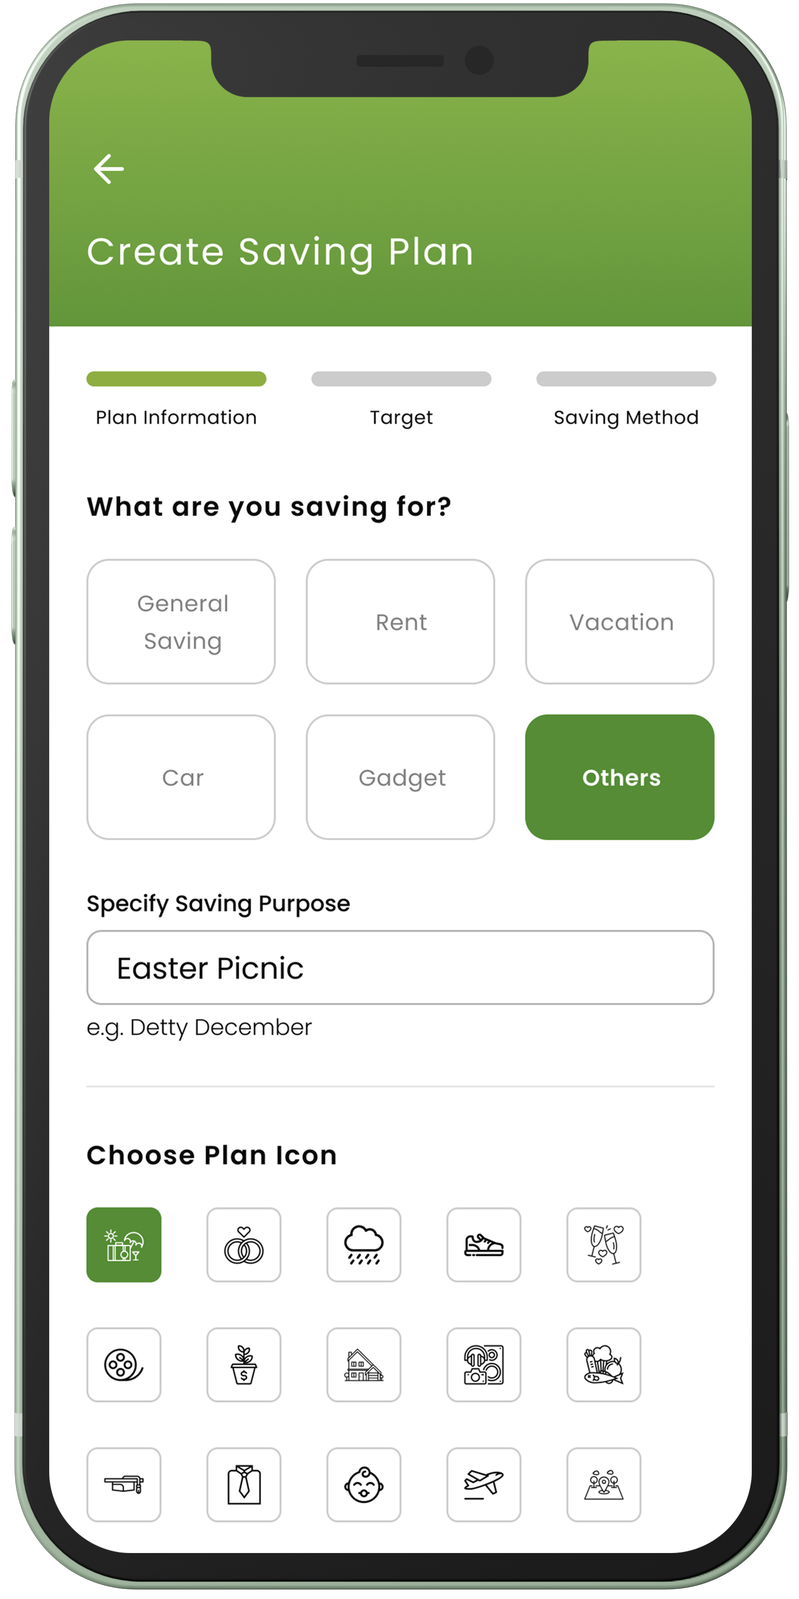 Create Saving Plan
Plan Information
Target
Saving Method
What are you saving for?
General
Saving
Rent
Vacation
Car
Gadget
Others
Specify Saving Purpose
Easter Picnic
e.g. Detty December
Choose Plan Icon
$